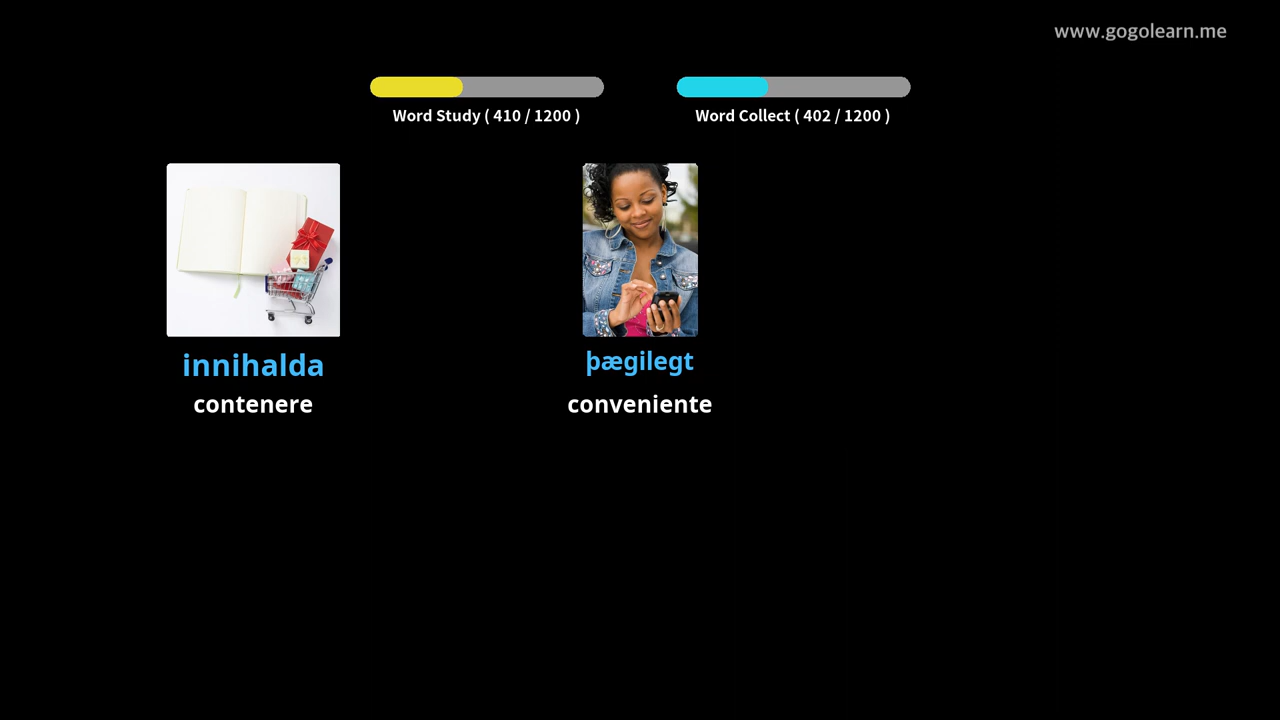 www.gogolearn.me
Word Study ( 410 / 1200 )
Word Collect ( 402 / 1200 )
innihalda
contenere
þægilegt
conveniente